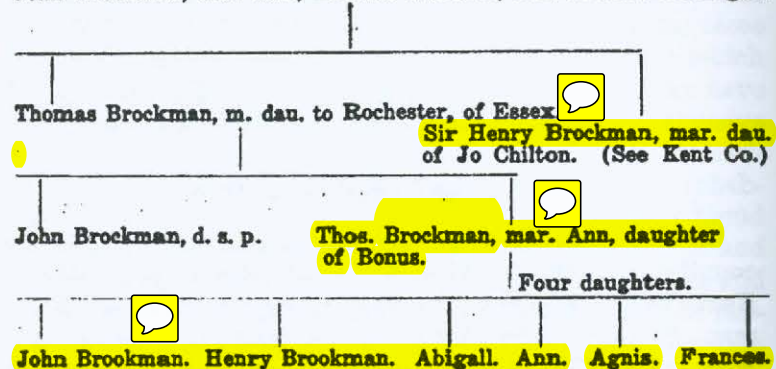 Thomas Brockman, m. dau. to Rochester, of Essex
Sir Henry Brockman, mar. dau.
of Jo Chilton. (See Kent Co.)
John Brockman, d. s. p.
Thos. Brockman, mar. Ann, daughter
of Bonus.
Four daughters.
John Brookman. Henry Brookman. Abigall. Ann. Agnis. Frances.